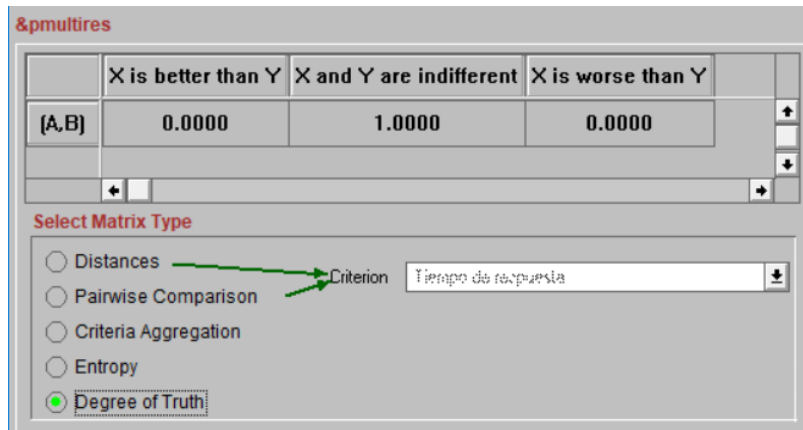 &pmultires
X is better than Y X and Y are indifferent X is worse than Y
(A,B) 0.0000 1.0000 0.0000
Select Matrix Type
Distances
Criterion Tiempo de respuesta
Pairwise Comparison
Criteria Aggregation
Entropy
Degree of Truth